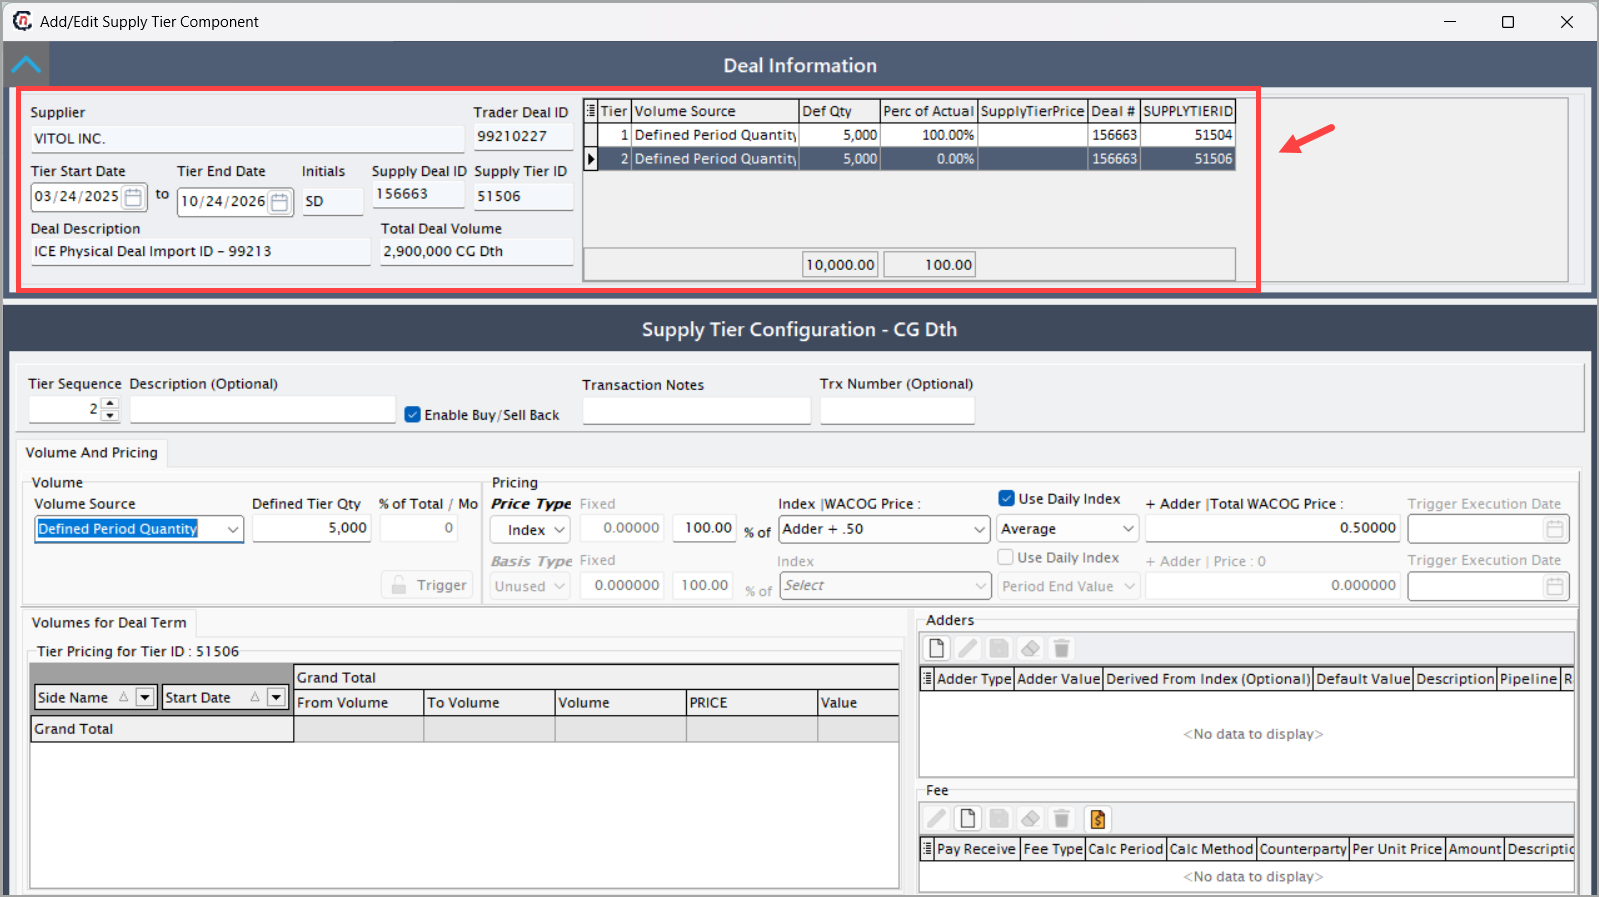 Add/Edit Supply Tier Component
Deal Information
Supplier
Trader Deal ID
VITOL INC.
99210227
Tier Start Date
Tier End Date
Initials
Supply Deal ID
Supply Tier ID
03/24/2025
to
10/24/2026
SD
156663
51506
Deal Description
Total Deal Volume
ICE Physical Deal Import ID - 99213
2,900,000 CG Dth
Tier Volume Source Def Qty Perc of Actual SupplyTierPrice Deal # SUPPLYTIERID
1 Defined Period Quantity 5,000 100.00% 156663 51504
2 Defined Period Quantity 5,000 0.00% 156663 51506
10,000.00 100.00
Supply Tier Configuration - CG Dth
Tier Sequence Description (Optional)
Transaction Notes
Trx Number (Optional)
2
Enable Buy/Sell Back
Volume And Pricing
Volume
Volume Source Defined Tier Qty % of Total / Mo
Defined Period Quantity 5,000 0
Trigger
Pricing
Price Type Fixed Index |WACOG Price : Use Daily Index + Adder |Total WACOG Price : Trigger Execution Date
Index 0.00000 100.00 % of Adder + .50 Average 0.50000
Basis Type Fixed Index Use Daily Index + Adder | Price : 0 Trigger Execution Date
Unused 0.000000 100.00 % of Select Period End Value 0.000000
Volumes for Deal Term
Tier Pricing for Tier ID : 51506
Grand Total
Side Name Start Date From Volume To Volume Volume PRICE Value
Grand Total
Adders
Adder Type Adder Value Derived From Index (Optional) Default Value Description Pipeline R
<No data to display>
Fee
Pay Receive Fee Type Calc Period Calc Method Counterparty Per Unit Price Amount Descriptic
<No data to display>